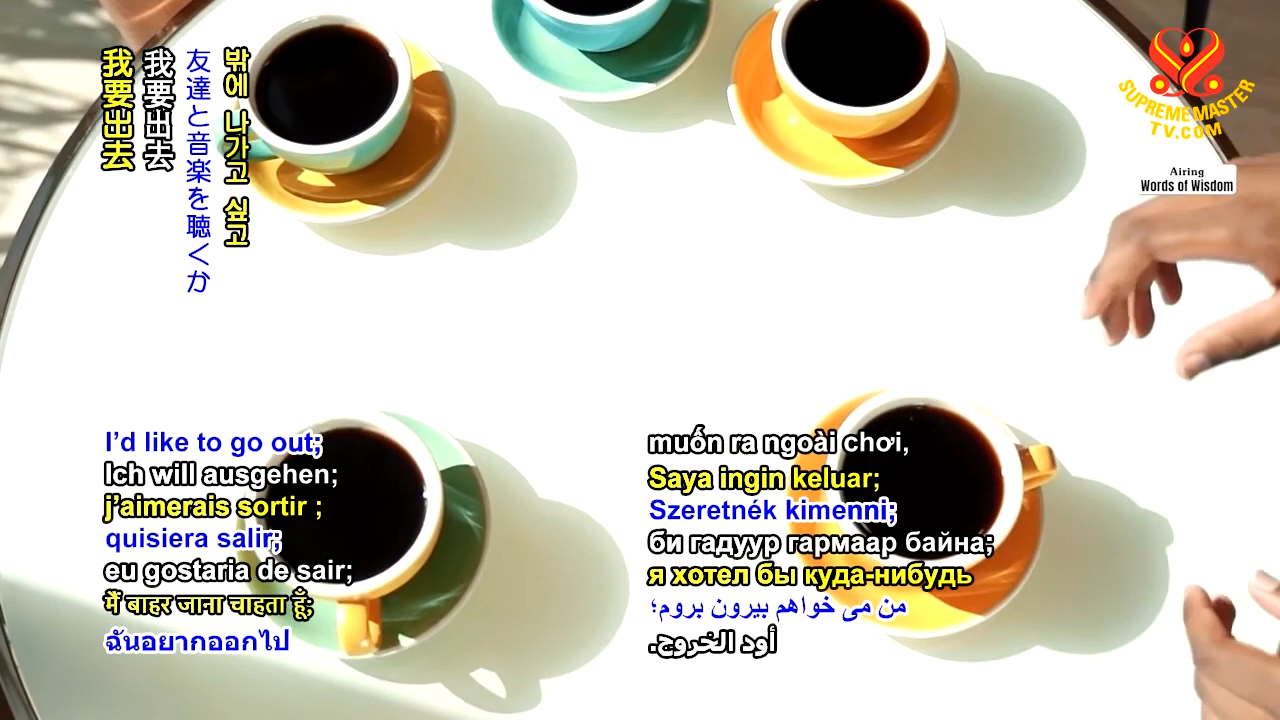 我要出去
我要出去
友達と音楽を聴くか
밖에 나가고 싶고
SUPREME MASTER
TV.COM
Airing
Words of Wisdom
I'd like to go out;
Ich will ausgehen;
j'aimerais sortir ;
quisiera salir;
eu gostaria de sair;
मैं बाहर जाना चाहता हूँ;
ฉันอยากออกไป
muốn ra ngoài chơi,
Saya ingin keluar;
Szeretnék kimenni;
би гадуур гармаар байна;
я хотел бы куда-нибудь
من می خواهم بیرون بروم؛
أود الخروج.